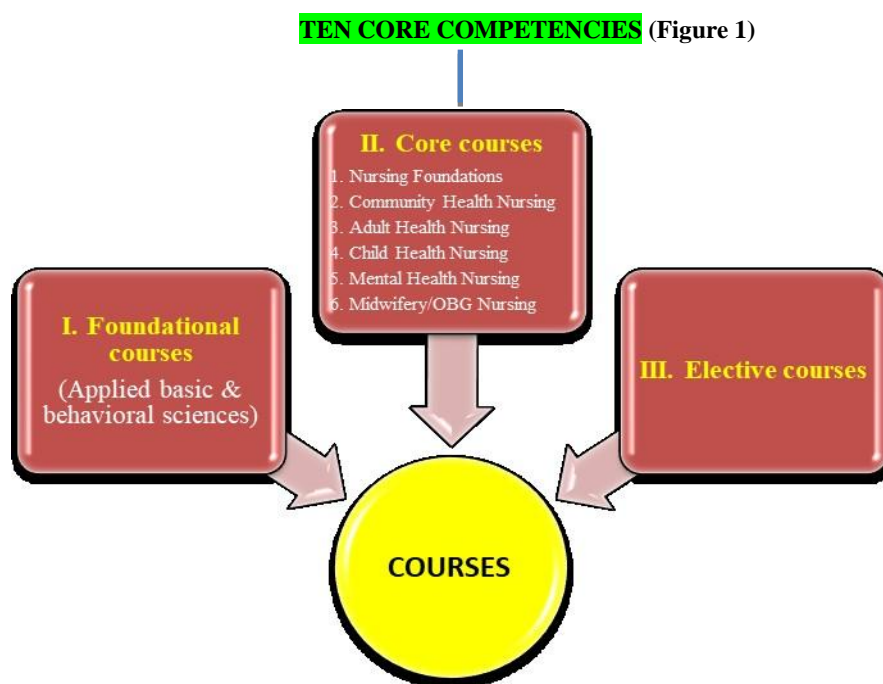 TEN CORE COMPETENCIES (Figure 1)
II. Core courses
1. Nursing Foundations
2. Community Health Nursing
3. Adult Health Nursing
4. Child Health Nursing
5. Mental Health Nursing
6. Midwifery/OBG Nursing
I. Foundational
courses
(Applied basic &
behavioral sciences)
III. Elective courses
COURSES